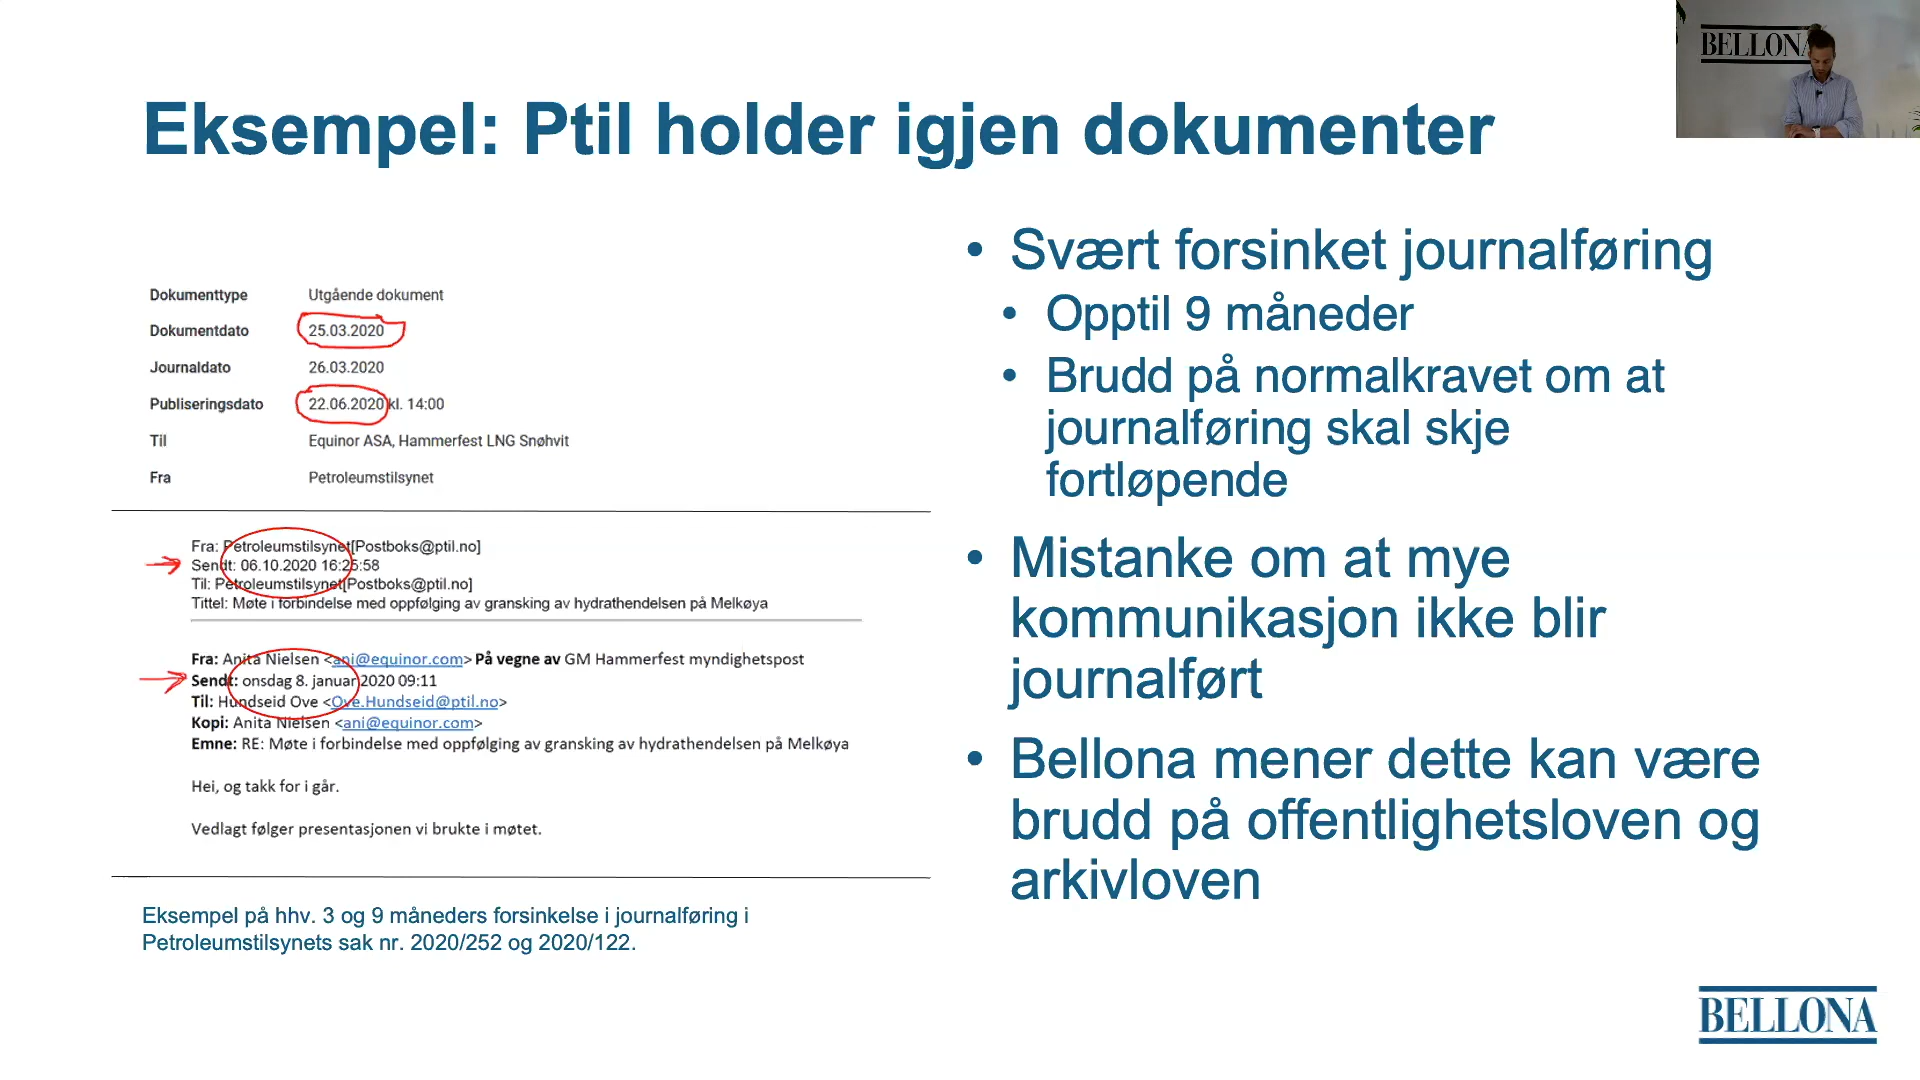 BELLONA
Eksempel: Ptil holder igjen dokumenter
Dokumenttype Utgående dokument
Dokumentdato 25.03.2020
Journaldato 26.03.2020
Publiseringsdato 22.06.2020 kl. 14:00
Til Equinor ASA, Hammerfest LNG Snøhvit
Fra Petroleumstilsynet
Fra: Petroleumstilsynet[Postboks@ptil.no]
Sendt: 06.10.2020 16:25:58
Til: Petroleumstilsynet[Postboks@ptil.no]
Tittel: Møte i forbindelse med oppfølging av gransking av hydrathendelsen på Melkøya
Fra: Anita Nielsen <ani@equinor.com> På vegne av GM Hammerfest myndighetspost
Sendt: onsdag 8. januar 2020 09:11
Til: Hundseid Ove <Ove.Hundseid@ptil.no>
Kopi: Anita Nielsen <ani@equinor.com>
Emne: RE: Møte i forbindelse med oppfølging av gransking av hydrathendelsen på Melkøya
Hei, og takk for i går.
Vedlagt følger presentasjonen vi brukte i møtet.
Eksempel på hhv. 3 og 9 måneders forsinkelse i journalføring i
Petroleumstilsynets sak nr. 2020/252 og 2020/122.
• Svært forsinket journalføring
• Opptil 9 måneder
• Brudd på normalkravet om at
journalføring skal skje
fortløpende
• Mistanke om at mye
kommunikasjon ikke blir
journalført
• Bellona mener dette kan være
brudd på offentlighetsloven og
arkivloven
BELLONA